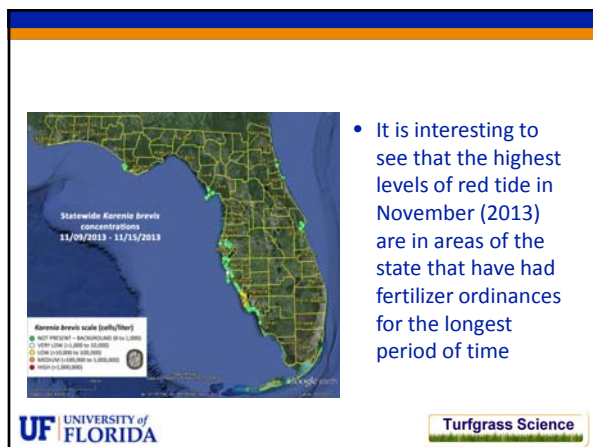 Statewide Karenia brevis
concentrations
11/09/2013 - 11/15/2013
Karenia brevis scale (cells/liter)
NOT PRESENT - BACKGROUND (0 to 1,000)
VERY LOW (>1,000 to 10,000)
LOW (>10,000 to 100,000)
MEDIUM (>100,000 to 1,000,000)
HIGH (>1,000,000)
Google earth
• It is interesting to
see that the highest
levels of red tide in
November (2013)
are in areas of the
state that have had
fertilizer ordinances
for the longest
period of time
UF UNIVERSITY of
FLORIDA
Turfgrass Science